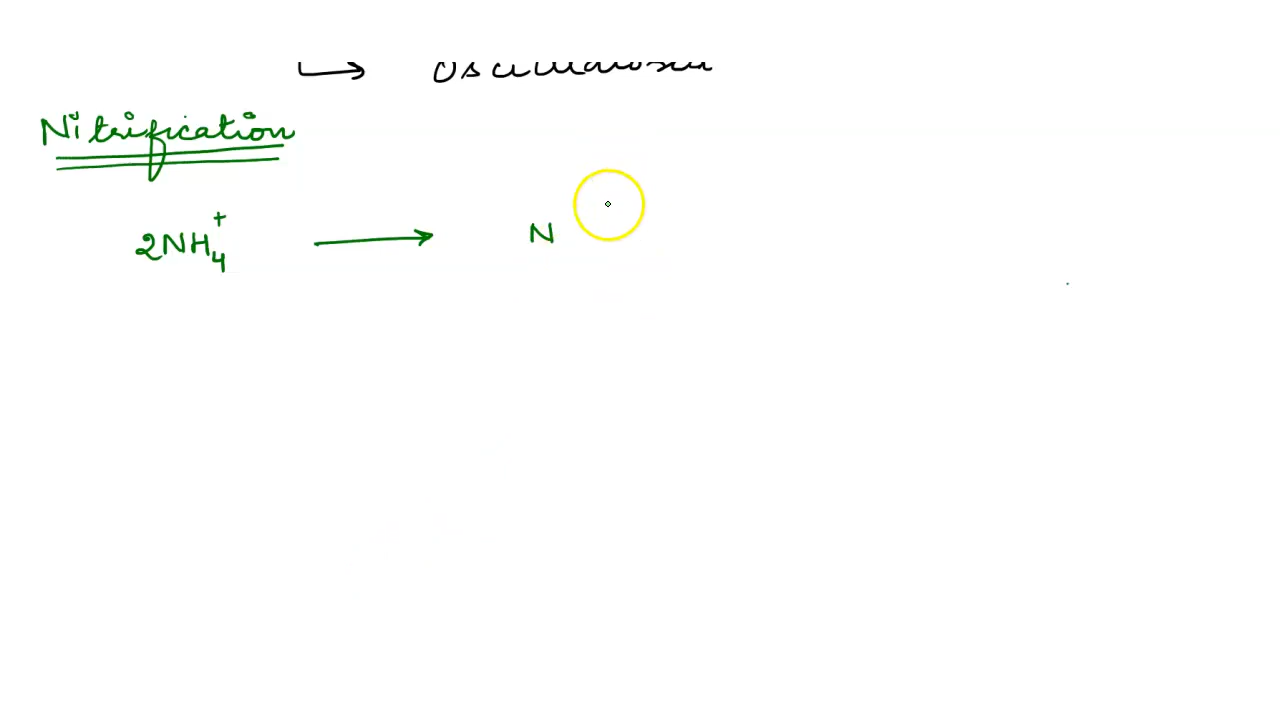 Nitrification
2NH₄⁺ → N